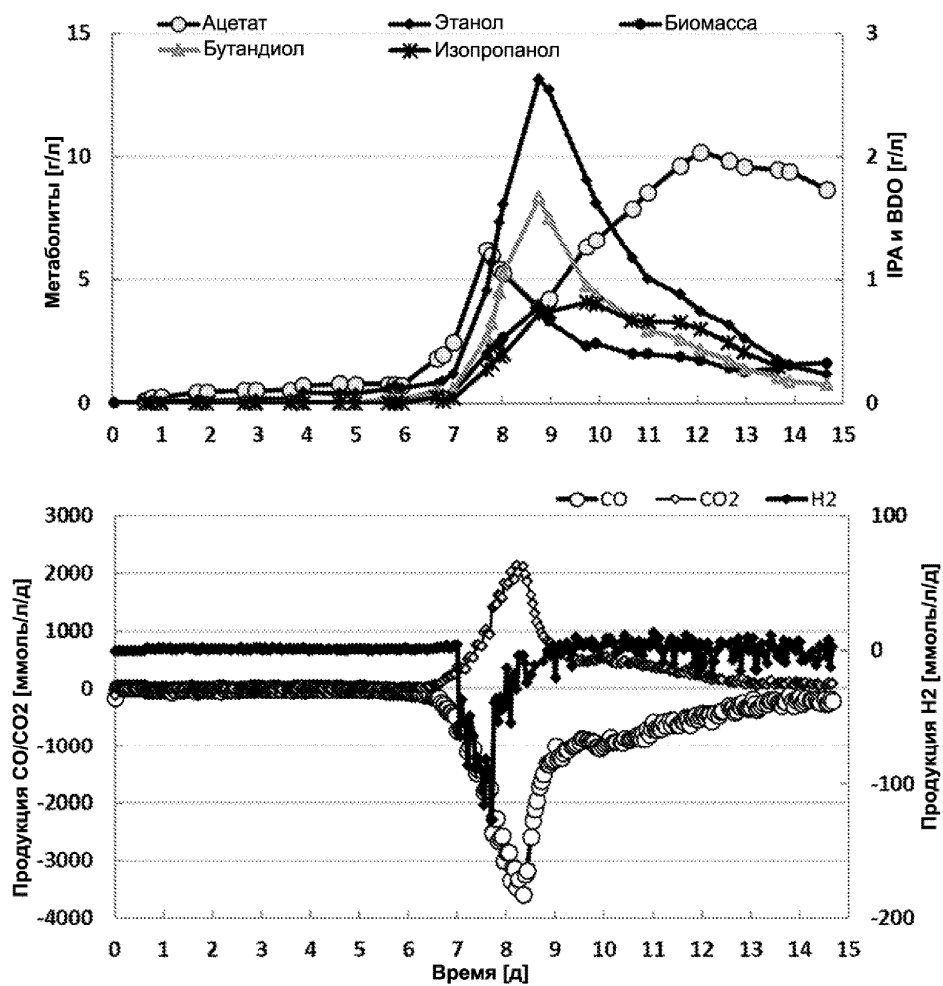 Ацетат Этанол Биомасса
Бутандиол Изопропанол
15 10 5 0
Метаболиты [г/л]
3 2 1 0
IPA и BDO [г/л]
0 1 2 3 4 5 6 7 8 9 10 11 12 13 14 15
CO CO2 H2
3000 2000 1000 0 -1000 -2000 -3000 -4000
Продукция CO/CO2 [ммоль/л/д]
100 0 -100 -200
Продукция H2 [ммоль/л/д]
0 1 2 3 4 5 6 7 8 9 10 11 12 13 14 15
Время [д]